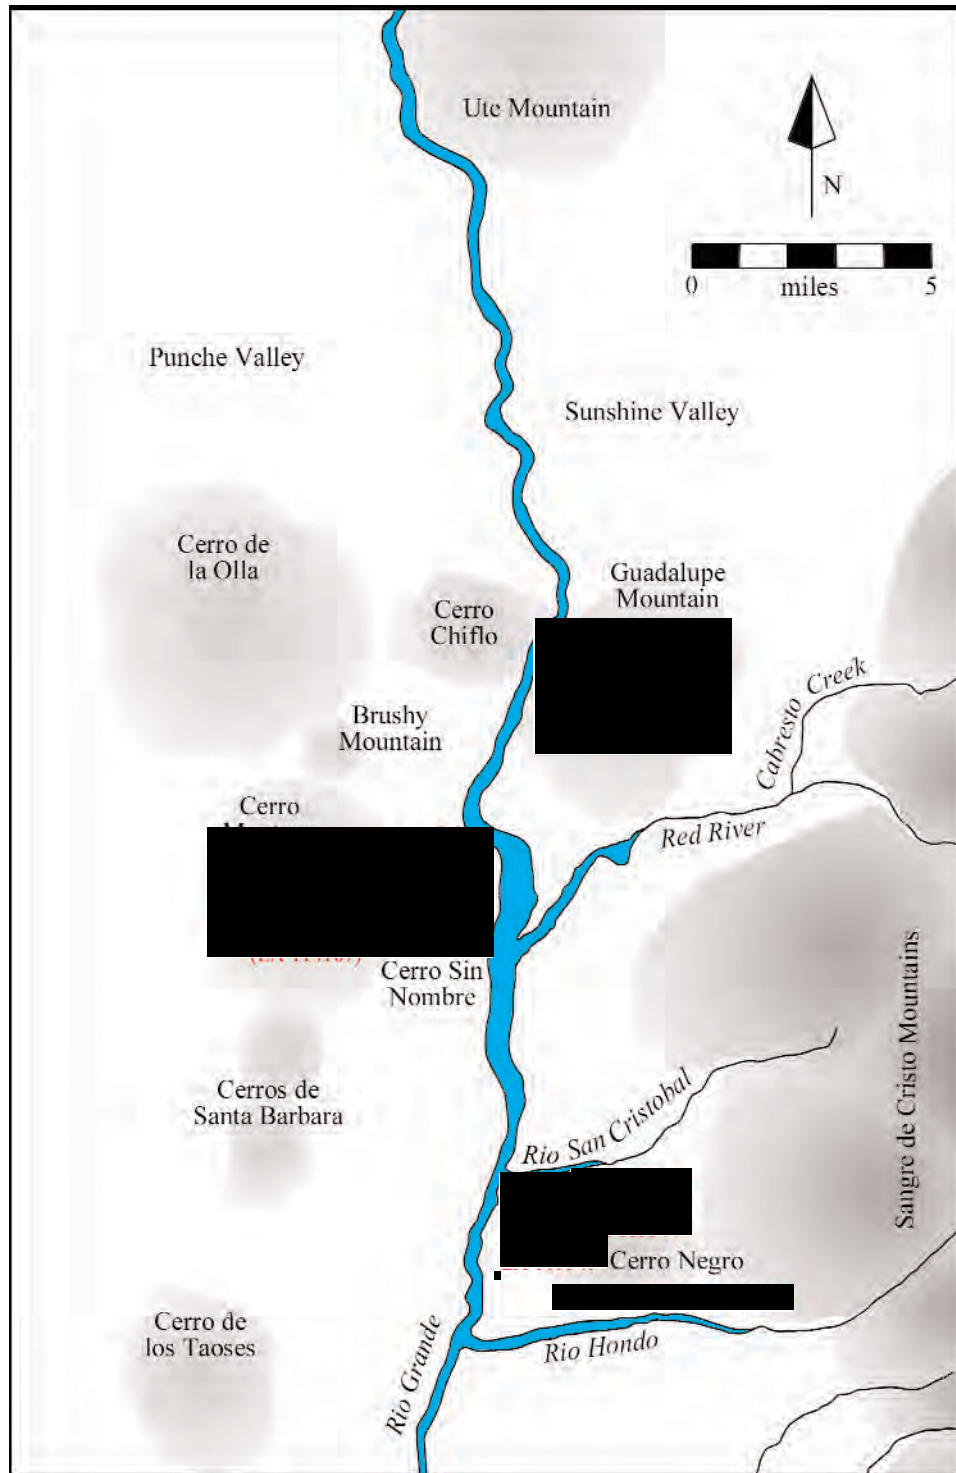 Ute Mountain
N
0 miles 5
Punche Valley
Sunshine Valley
Cerro de
la Olla
Guadalupe
Mountain
Cerro
Chiflo
Cabresto Creek
Brushy
Mountain
Cerro
Red River
Cerro Sin
Nombre
Sangre de Cristo Mountains
Cerros de
Santa Barbara
Rio San Cristobal
Cerro Negro
Cerro de
los Taoses
Rio Hondo
Rio Grande